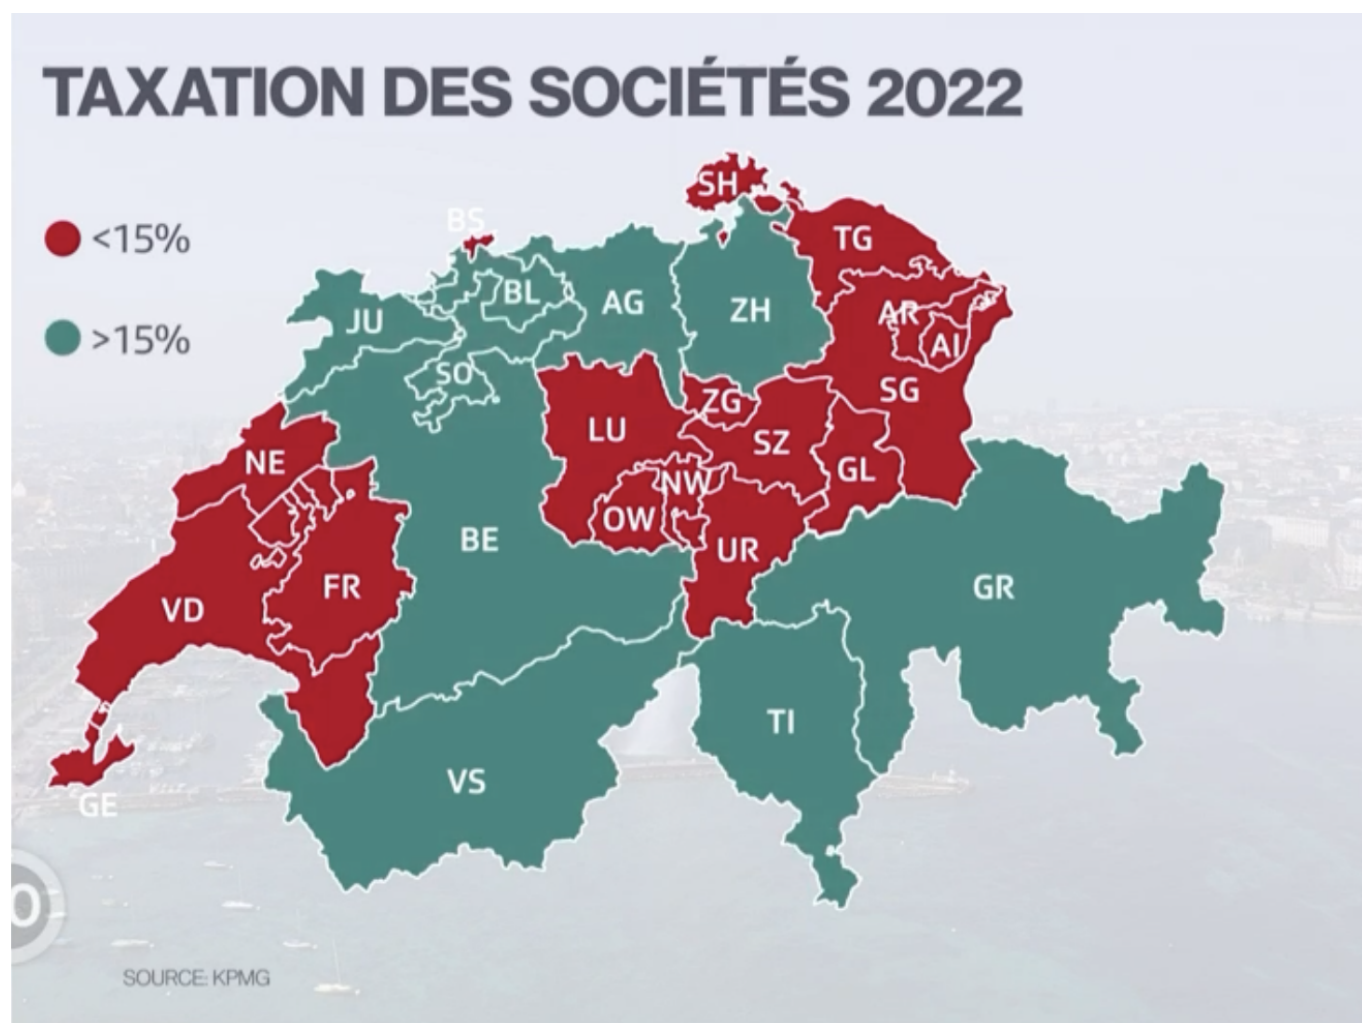 TAXATION DES SOCIÉTÉS 2022
<15%
>15%
SH
BS
TG
BL
AG
ZH
JU
AR
AI
SO
ZG
SG
LU
SZ
NE
GL
NW
OW
BE
UR
FR
GR
VD
TI
VS
GE
0
SOURCE: KPMG